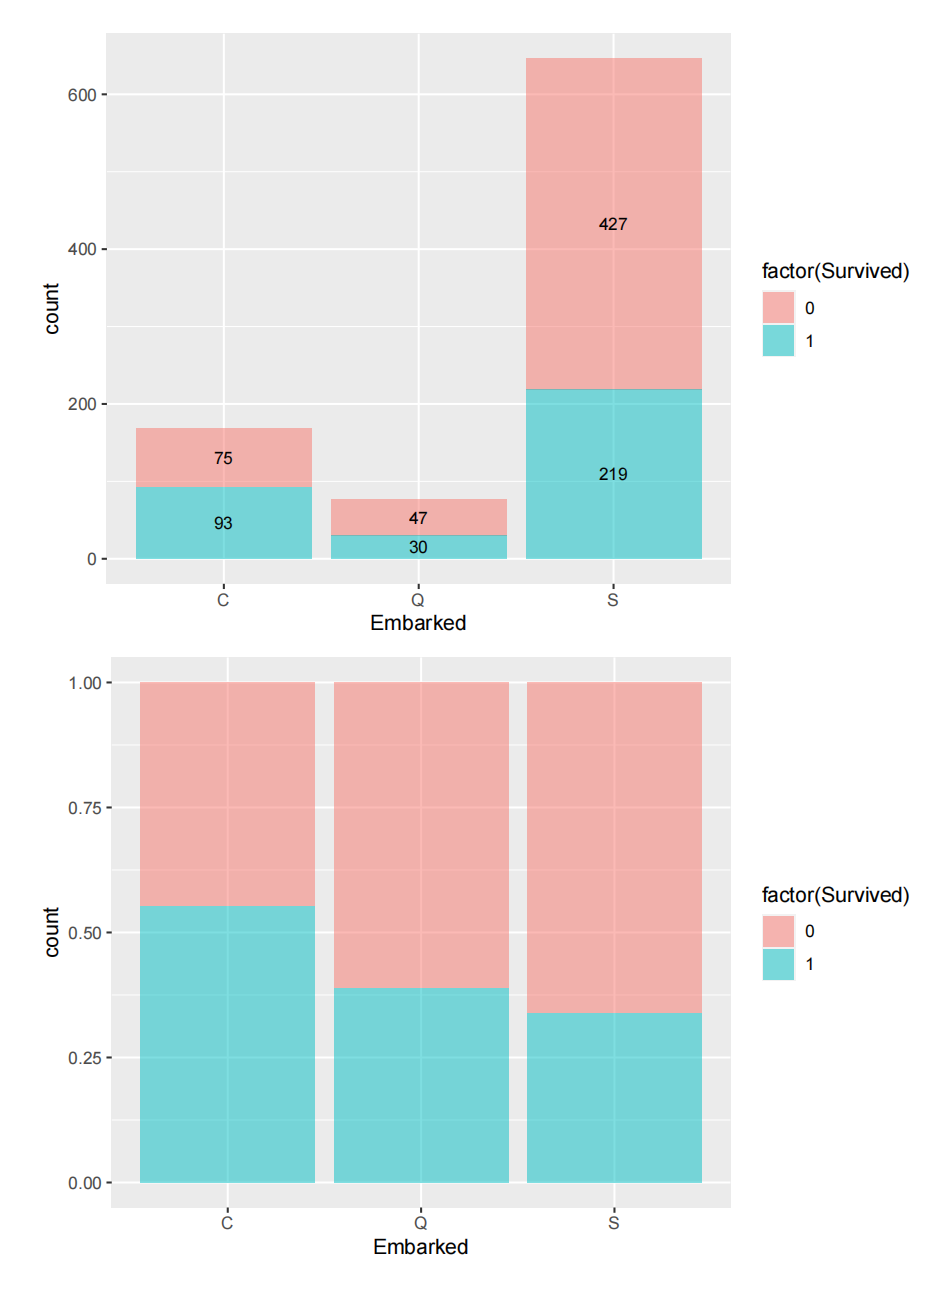 600
400
200
0
count
427
219
75
93
47
30
C Q S
Embarked
factor(Survived)
0
1
1.00
0.75
0.50
0.25
0.00
count
C Q S
Embarked
factor(Survived)
0
1